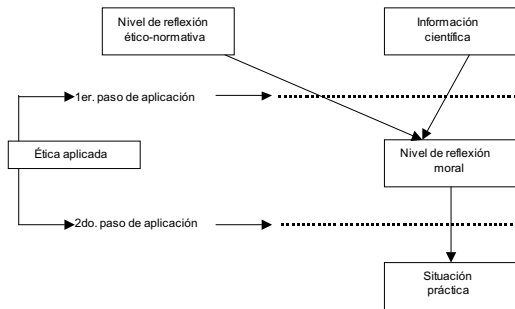 Nivel de reflexión
ético-normativa
Información
científica
1er. paso de aplicación
Ética aplicada
Nivel de reflexión
moral
2do. paso de aplicación
Situación
práctica